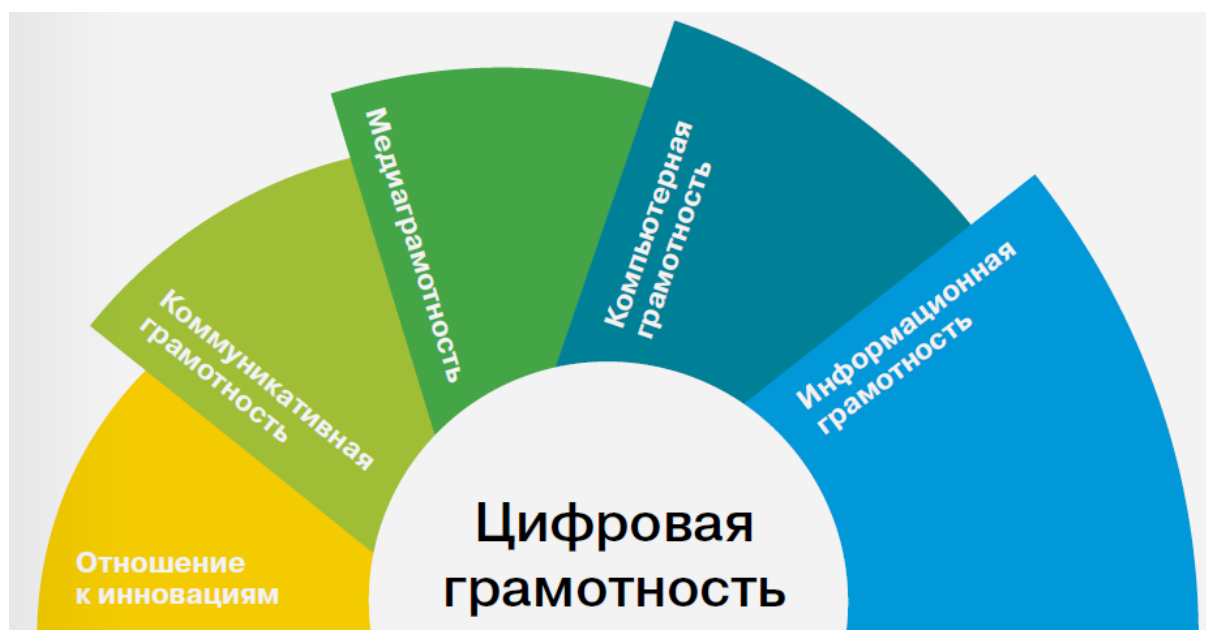 Отношение
к инновациям
Коммуникативная
грамотность
Медиаграмотность
Компьютерная
грамотность
Информационная
грамотность
Цифровая
грамотность